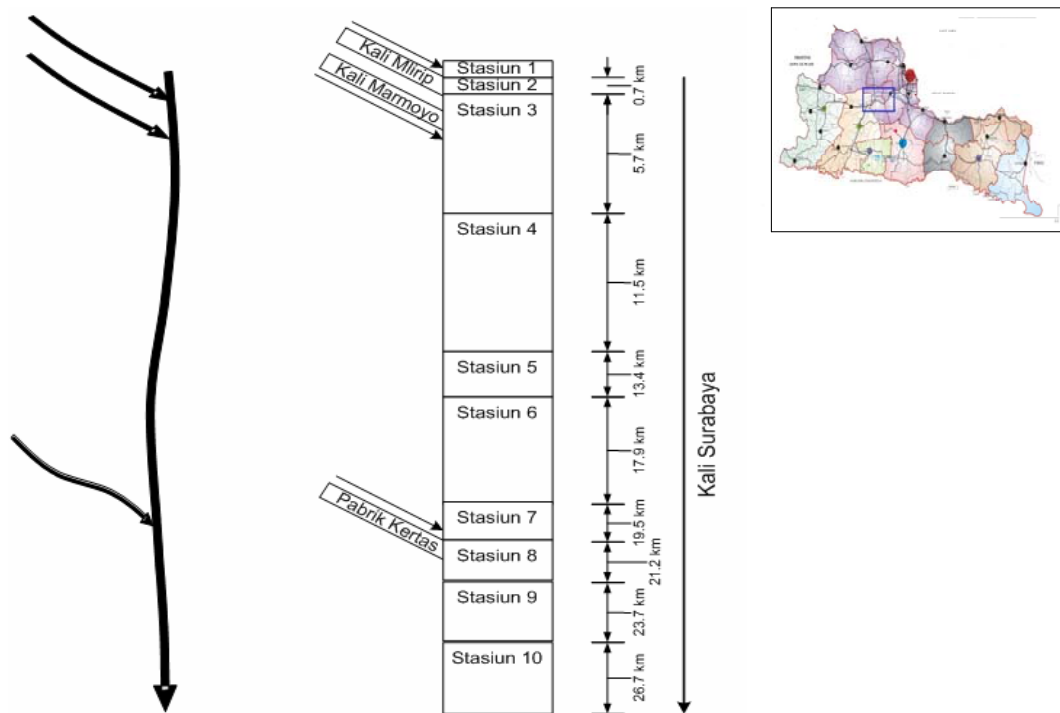 Kali Mlirip
Kali Marmoyo
Stasiun 1
Stasiun 2
Stasiun 3
Stasiun 4
Stasiun 5
Stasiun 6
Pabrik Kertas
Stasiun 7
Stasiun 8
Stasiun 9
Stasiun 10
0.7 km
5.7 km
11.5 km
13.4 km
17.9 km
19.5 km
21.2 km
23.7 km
26.7 km
Kali Surabaya